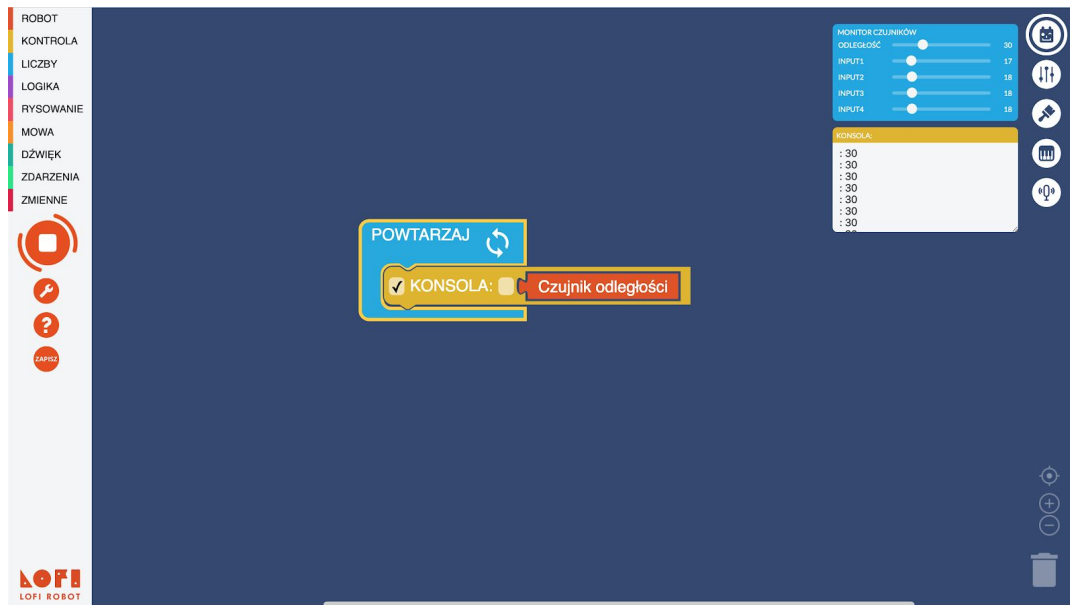 ROBOT
KONTROLA
LICZBY
LOGIKA
RYSOWANIE
MOWA
DŹWIĘK
ZDARZENIA
ZMIENNE
?
ZAPISZ
LOFI
LOFI ROBOT
POWTARZAJ
KONSOLA: Czujnik odległości
MONITOR CZUJNIKÓW
ODLEGŁOŚĆ 30
INPUT1 17
INPUT2 18
INPUT3 18
INPUT4 18
KONSOLA:
: 30
: 30
: 30
: 30
: 30
: 30
: 30